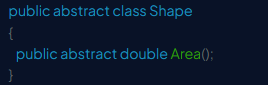 public abstract class Shape
{
  public abstract double Area();
}